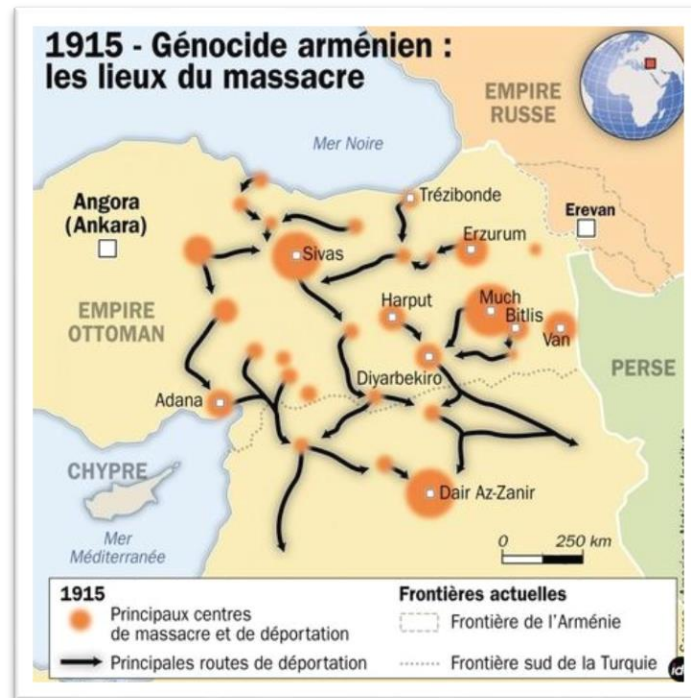 1915 - Génocide arménien :
les lieux du massacre
EMPIRE
RUSSE
Mer Noire
Angora
(Ankara)
Trézibonde
Erevan
Erzurum
Sivas
EMPIRE
OTTOMAN
Harput
Much
Bitlis
Van
PERSE
Diyarbekiro
Adana
CHYPRE
Dair Az-Zanir
Mer
Méditerranée
0 250 km
1915
Principaux centres
de massacre et de déportation
Principales routes de déportation
Frontières actuelles
Frontière de l'Arménie
Frontière sud de la Turquie
idé